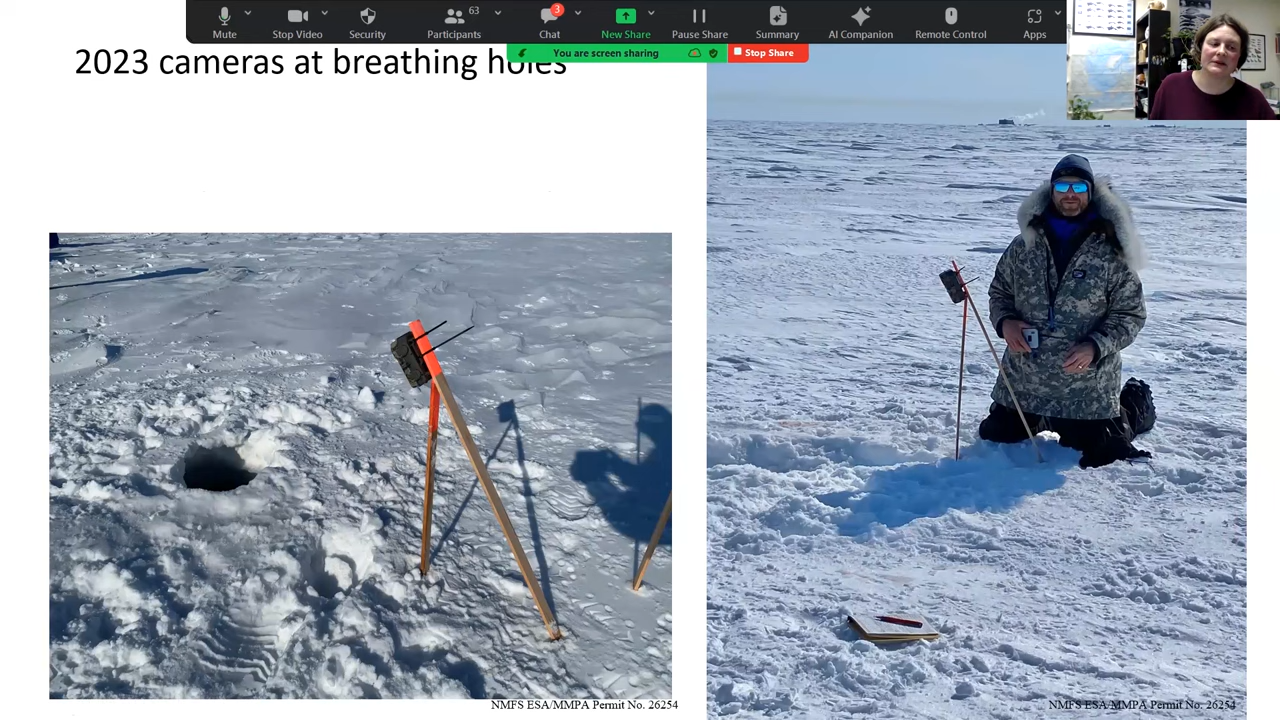 Mute
Stop Video
Security
Participants
63
Chat
3
New Share
Pause Share
Summary
AI Companion
Remote Control
Apps
You are screen sharing
Stop Share
2023 cameras at breathing holes
NMFS ESA/MMPA Permit No. 26254
NMFS ESA/MMPA Permit No. 26254